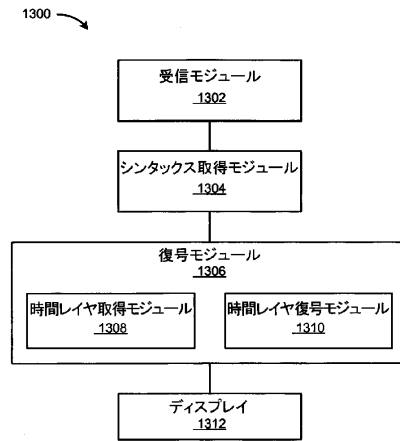 1300
受信モジュール
1302
シンタックス取得モジュール
1304
復号モジュール
1306
時間レイヤ取得モジュール
1308
時間レイヤ復号モジュール
1310
ディスプレイ
1312